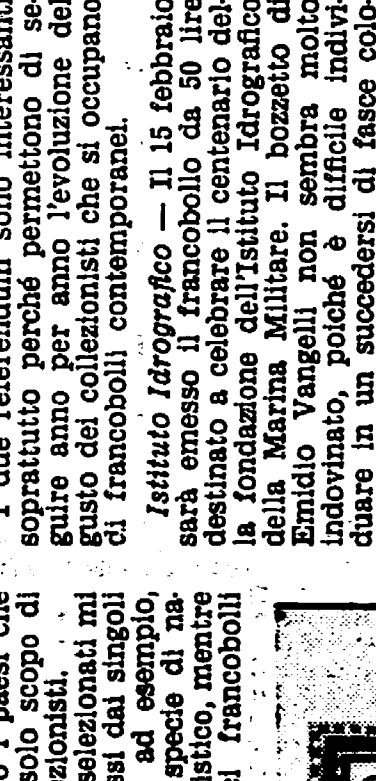 i paesi che
solo scopo di
zionisti.
selezionati mi
ssi dai singoli
ad esempio,
specie di na-
istico, mentre
francobolli
I due referendum sono interessanti
soprattutto perché permettono di se-
guire anno per anno l'evoluzione del
gusto dei collezionisti che si occupano
di francobolli contemporanei.
Istituto Idrografico — Il 15 febbraio
sarà emesso il francobollo da 50 lire
destinato a celebrare il centenario del-
la fondazione dell'Istituto Idrografico
della Marina Militare. Il bozzetto di
Emidio Vangelli non sembra molto
indovinato, poiché è difficile indivi-
duare in un succedersi di fasce colo-